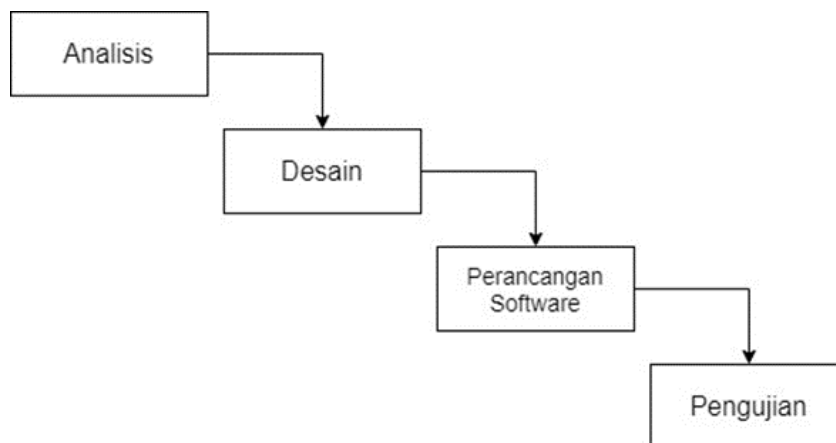 Analisis
Desain
Perancangan
Software
Pengujian